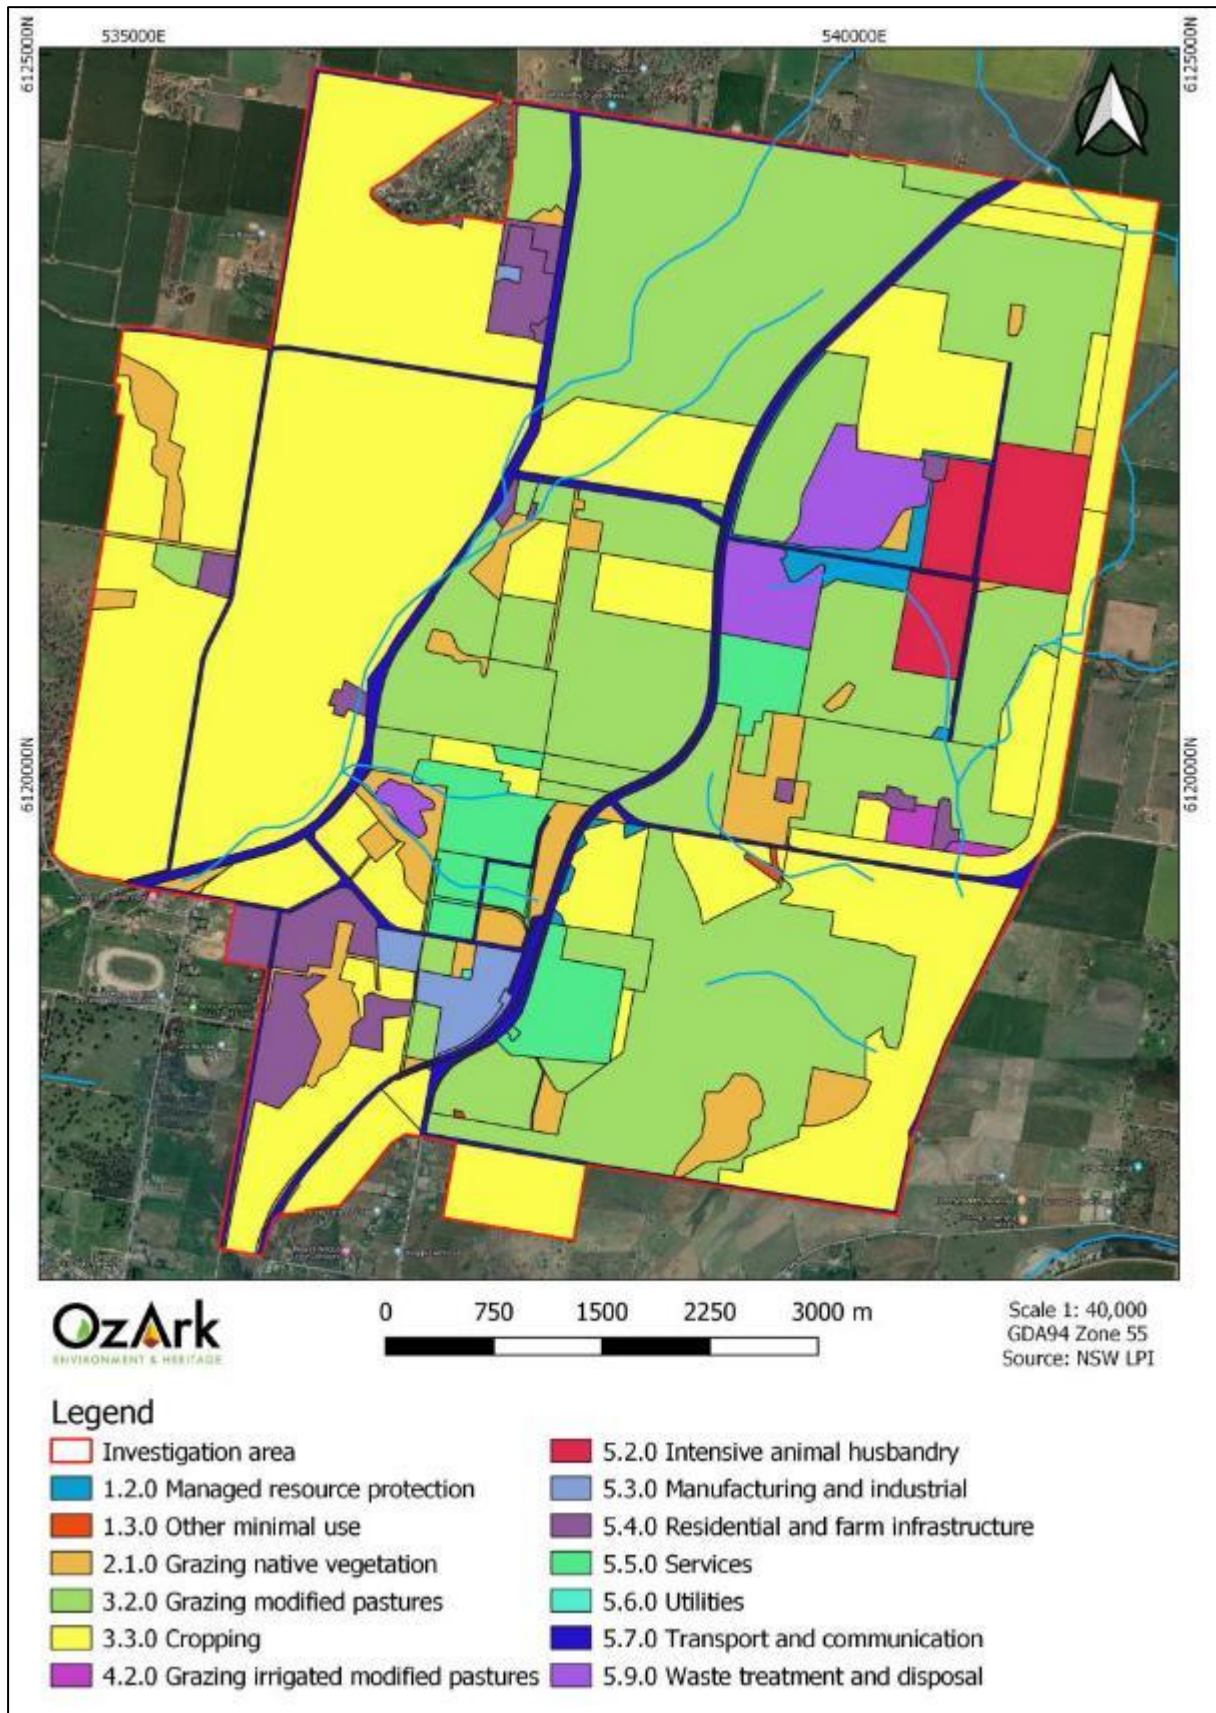 535000E 540000E
6125000N 6125000N
6120000N 6120000N
OzArk
ENVIRONMENT & HERITAGE
0 750 1500 2250 3000 m
Scale 1: 40,000
GDA94 Zone 55
Source: NSW LPI
Legend
Investigation area
1.2.0 Managed resource protection
1.3.0 Other minimal use
2.1.0 Grazing native vegetation
3.2.0 Grazing modified pastures
3.3.0 Cropping
4.2.0 Grazing irrigated modified pastures
5.2.0 Intensive animal husbandry
5.3.0 Manufacturing and industrial
5.4.0 Residential and farm infrastructure
5.5.0 Services
5.6.0 Utilities
5.7.0 Transport and communication
5.9.0 Waste treatment and disposal